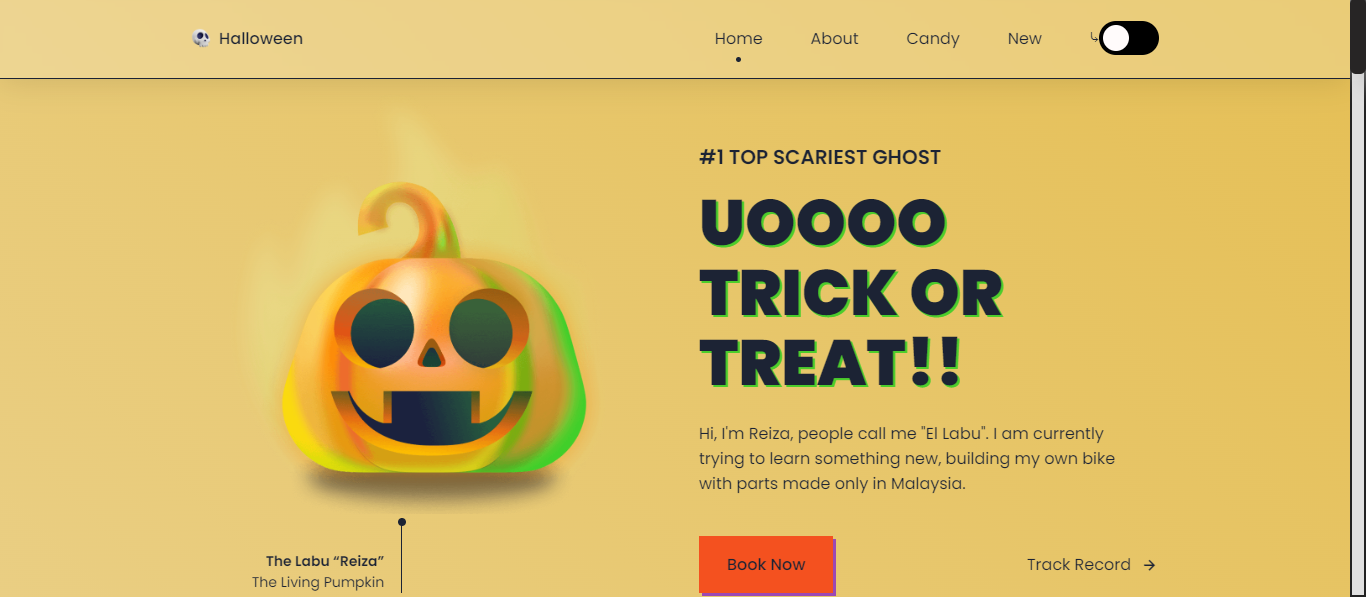 Halloween
Home
About
Candy
New
#1 TOP SCARIEST GHOST
UOOOO
TRICK OR
TREAT!!
Hi, I'm Reiza, people call me "El Labu". I am currently
trying to learn something new, building my own bike
with parts made only in Malaysia.
The Labu “Reiza”
The Living Pumpkin
Book Now
Track Record